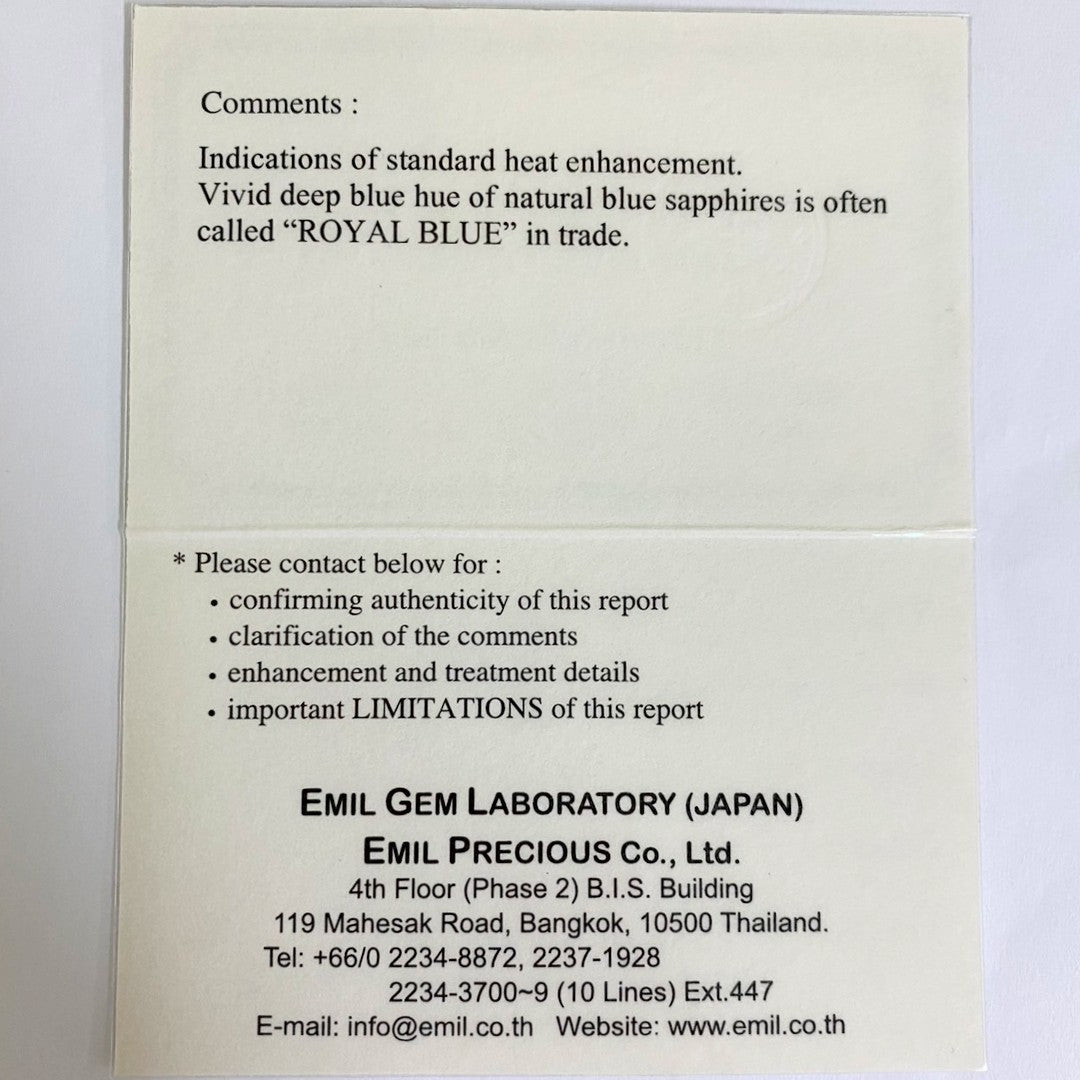 Comments :
Indications of standard heat enhancement.
Vivid deep blue hue of natural blue sapphires is often
called “ROYAL BLUE” in trade.
* Please contact below for :
• confirming authenticity of this report
• clarification of the comments
• enhancement and treatment details
• important LIMITATIONS of this report
EMIL GEM LABORATORY (JAPAN)
EMIL PRECIOUS Co., Ltd.
4th Floor (Phase 2) B.I.S. Building
119 Mahesak Road, Bangkok, 10500 Thailand.
Tel: +66/0 2234-8872, 2237-1928
2234-3700~9 (10 Lines) Ext.447
E-mail: info@emil.co.th Website: www.emil.co.th